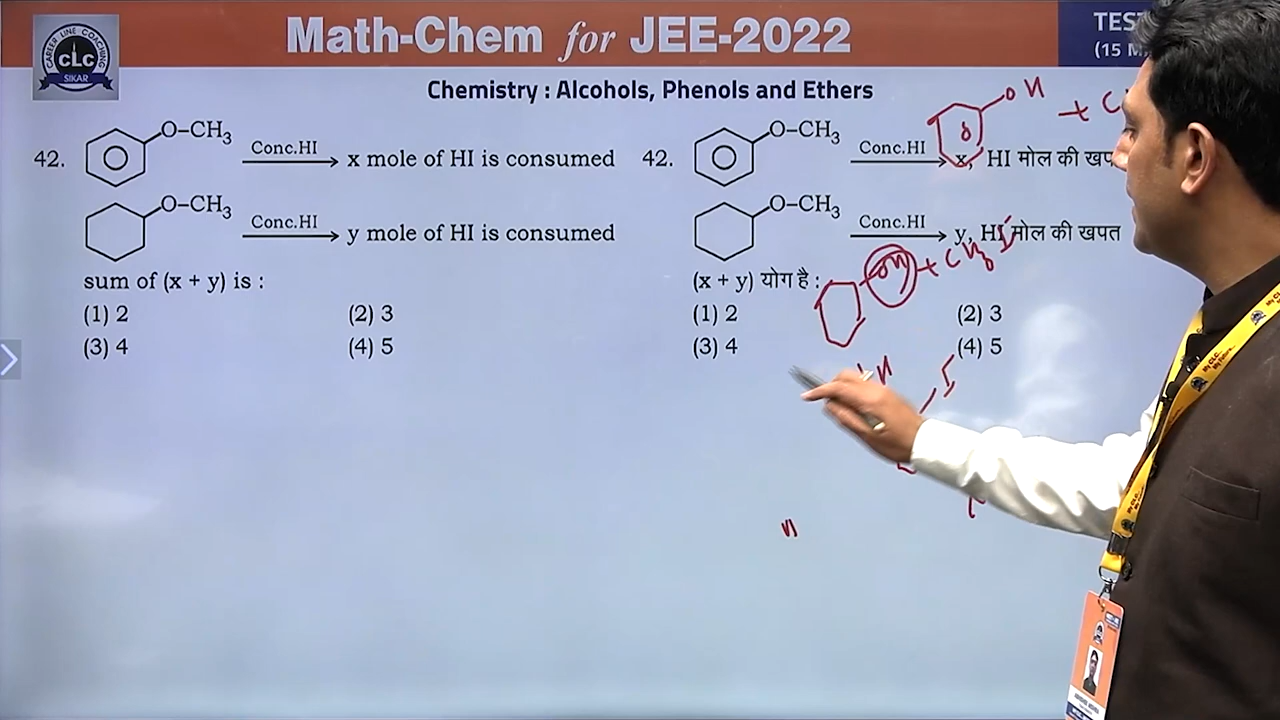 Math-Chem for JEE-2022
TEST
(15 M
CAREER LINE COACHING
CLC
SIKAR
Chemistry : Alcohols, Phenols and Ethers
42.
O–CH3
Conc.HI
x mole of HI is consumed
O–CH3
Conc.HI
y mole of HI is consumed
sum of (x + y) is :
(1) 2 (2) 3
(3) 4 (4) 5
42.
O–CH3
Conc.HI
x, HI मोल की खप
O–CH3
Conc.HI
y, HI मोल की खपत
(x + y) योग है :
(1) 2 (2) 3
(3) 4 (4) 5
OH + C
OH + CH3 I
H
I